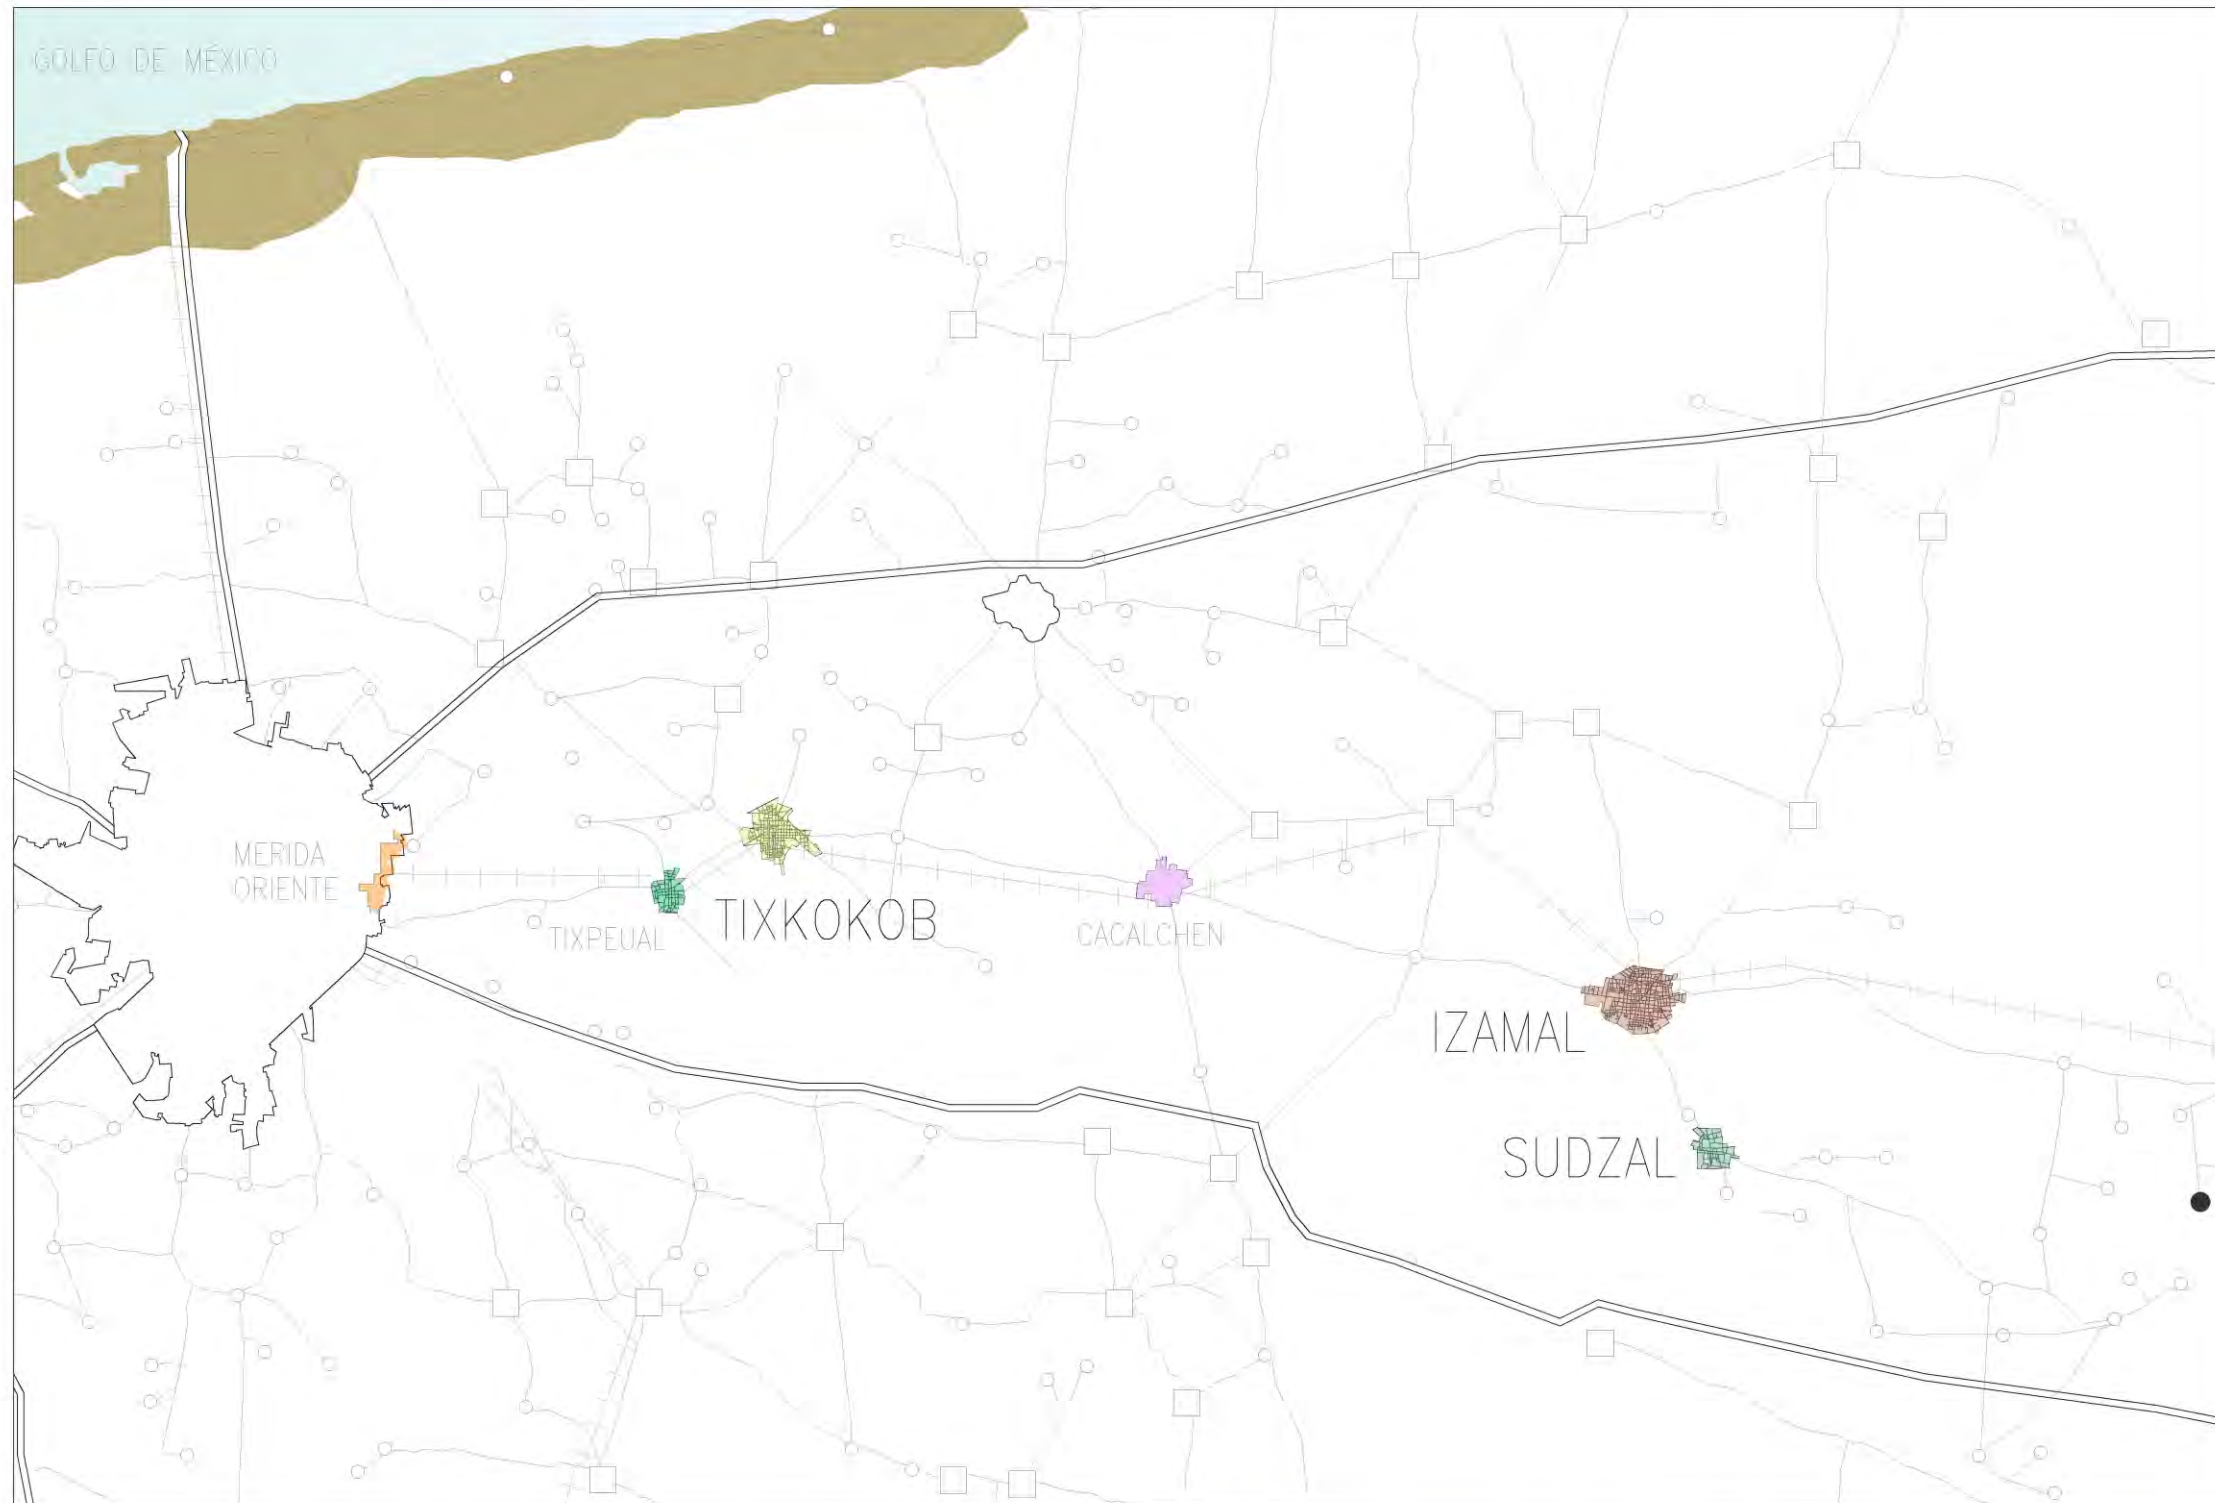 GOLFO DE MÉXICO
MERIDA
ORIENTE
TIXPEUAL
TIXKOKOB
CACALCHEN
IZAMAL
SUDZAL